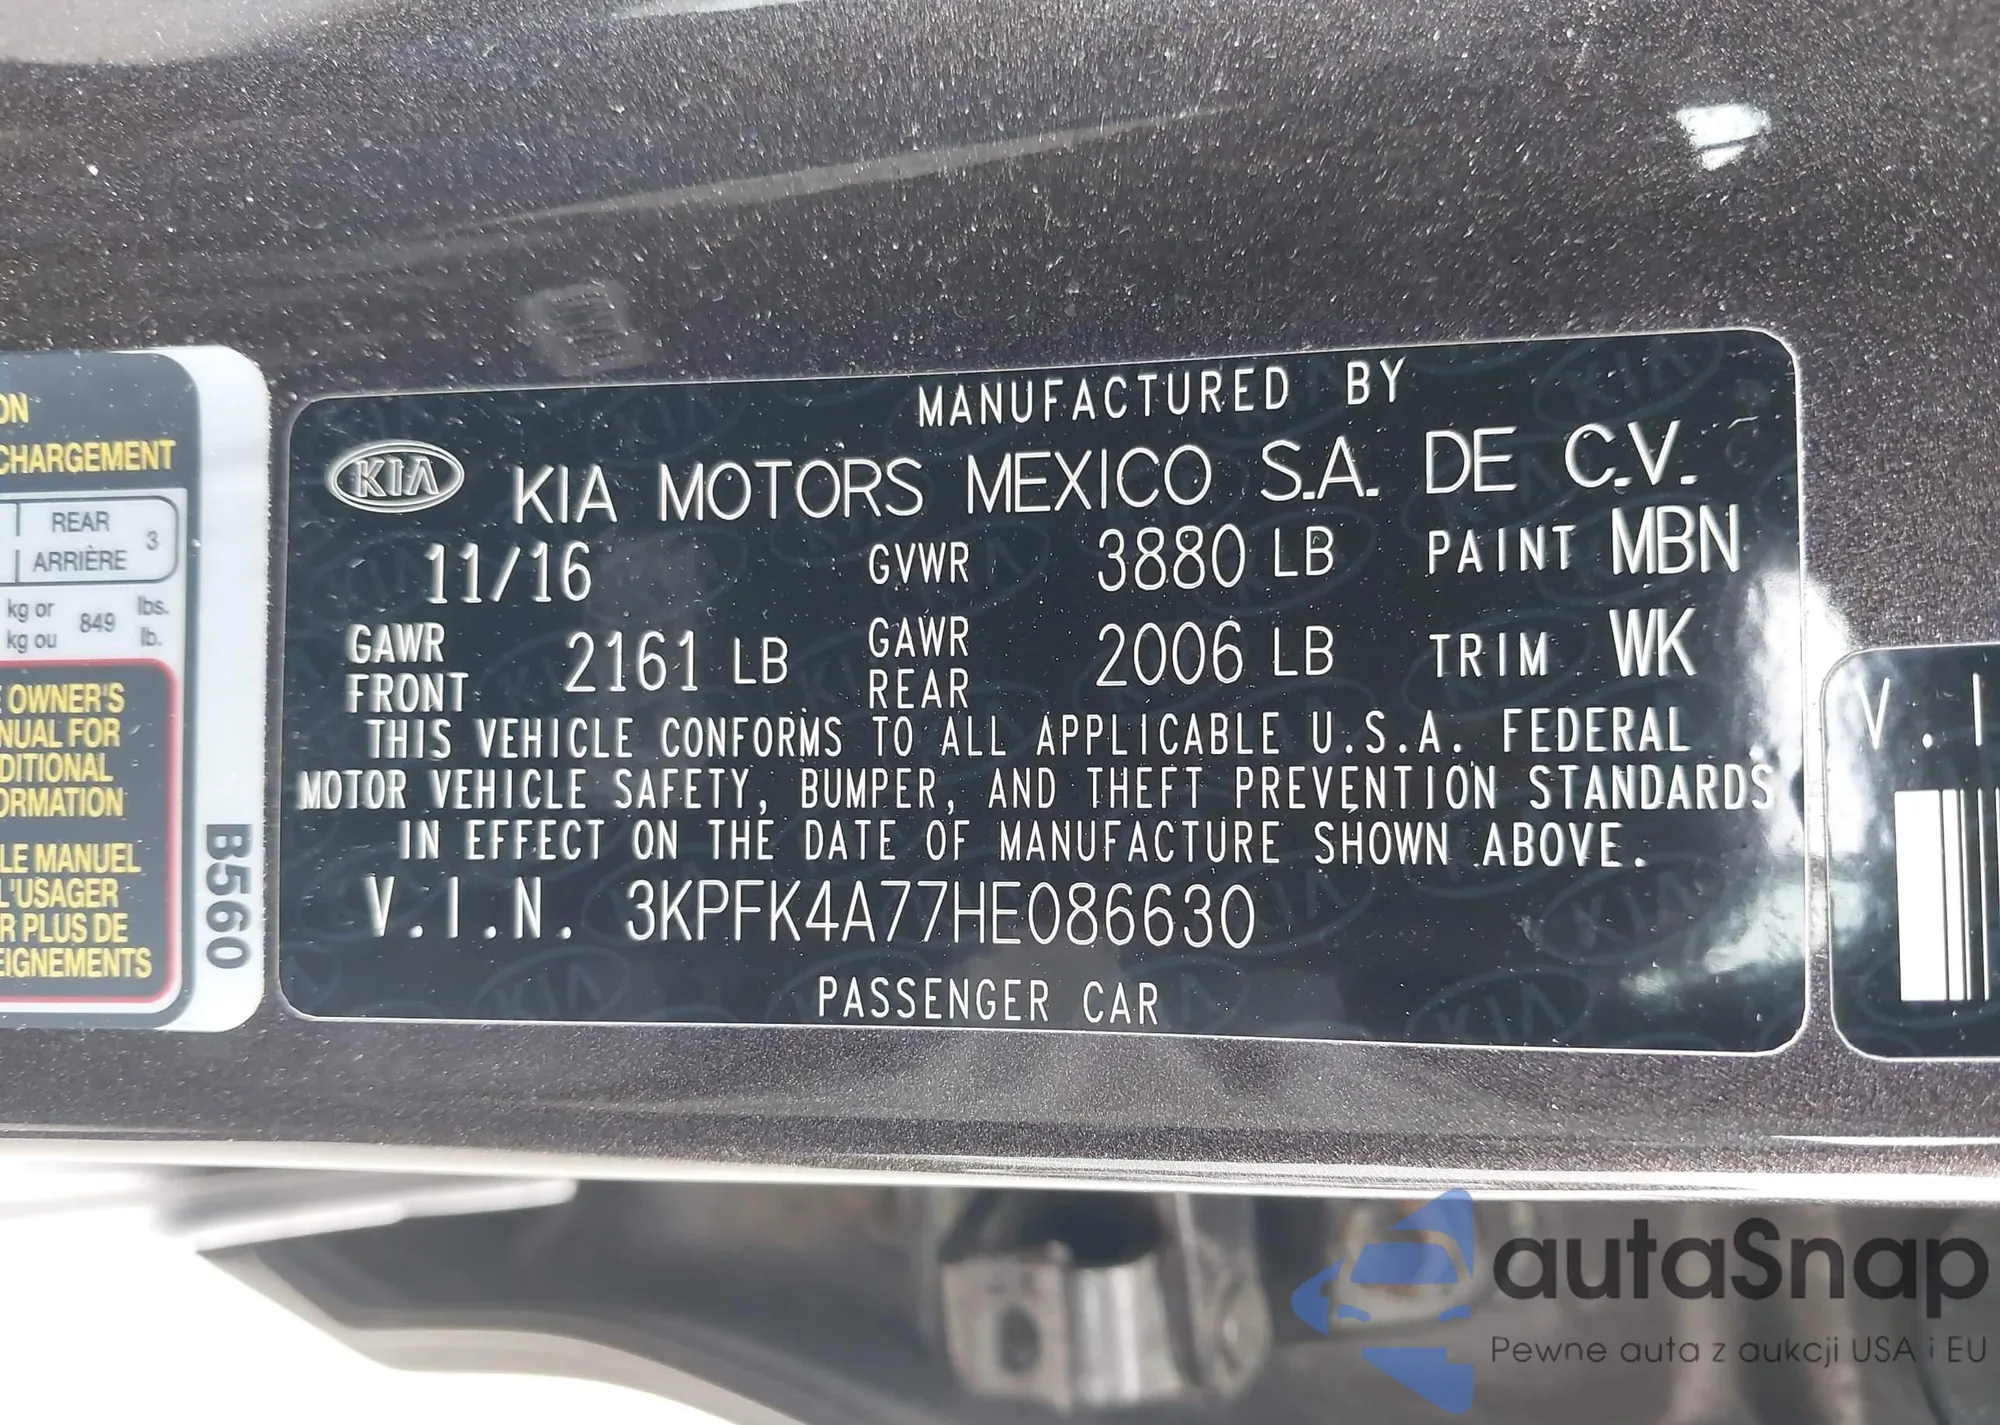 ON
CHARGEMENT
REAR
ARRIÈRE
3
kg or
kg ou
849
lbs.
lb.
OWNER'S
FOR
MANUEL
L'USAGER
PLUS DE
B560
MANUFACTURED BY
KIA
KIA MOTORS MEXICO S.A. DE C.V.
11/16 GVWR 3880 LB PAINT MBN
GAWR FRONT 2161 LB GAWR REAR 2006 LB TRIM WK
THIS VEHICLE CONFORMS TO ALL APPLICABLE U.S.A. FEDERAL
MOTOR VEHICLE SAFETY, BUMPER, AND THEFT PREVENTION STANDARDS
IN EFFECT ON THE DATE OF MANUFACTURE SHOWN ABOVE.
V.I.N. 3KPFK4A77HE086630
PASSENGER CAR
V.I
autaSnap
Pewne auta z aukcji USA i EU